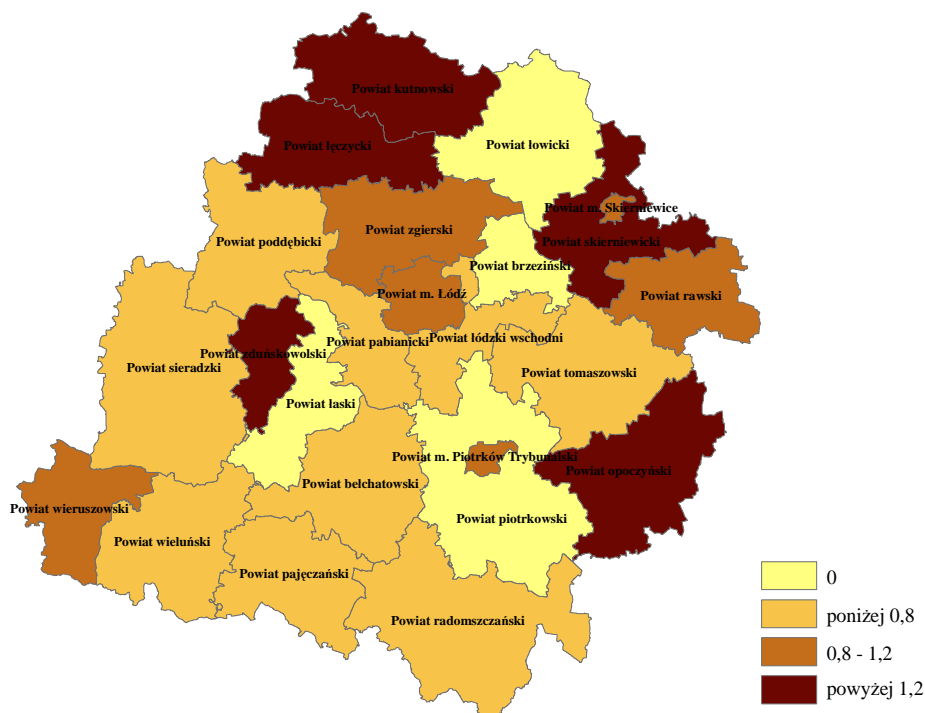 Powiat kutnowski
Powiat łęczycki
Powiat łowicki
Powiat m. Skierniewice
Powiat zgierski
Powiat poddębicki
Powiat skierniewicki
Powiat brzeziński
Powiat m. Łódź
Powiat rawski
Powiat łódzki wschodni
Powiat pabianicki
Powiat zduńskowolski
Powiat sieradzki
Powiat tomaszowski
Powiat łaski
Powiat m. Piotrków Trybunalski
Powiat opoczyński
Powiat bełchatowski
Powiat wieruszowski
Powiat piotrkowski
Powiat wieluński
Powiat pajęczański
Powiat radomszczański
0
poniżej 0,8
0,8 - 1,2
powyżej 1,2